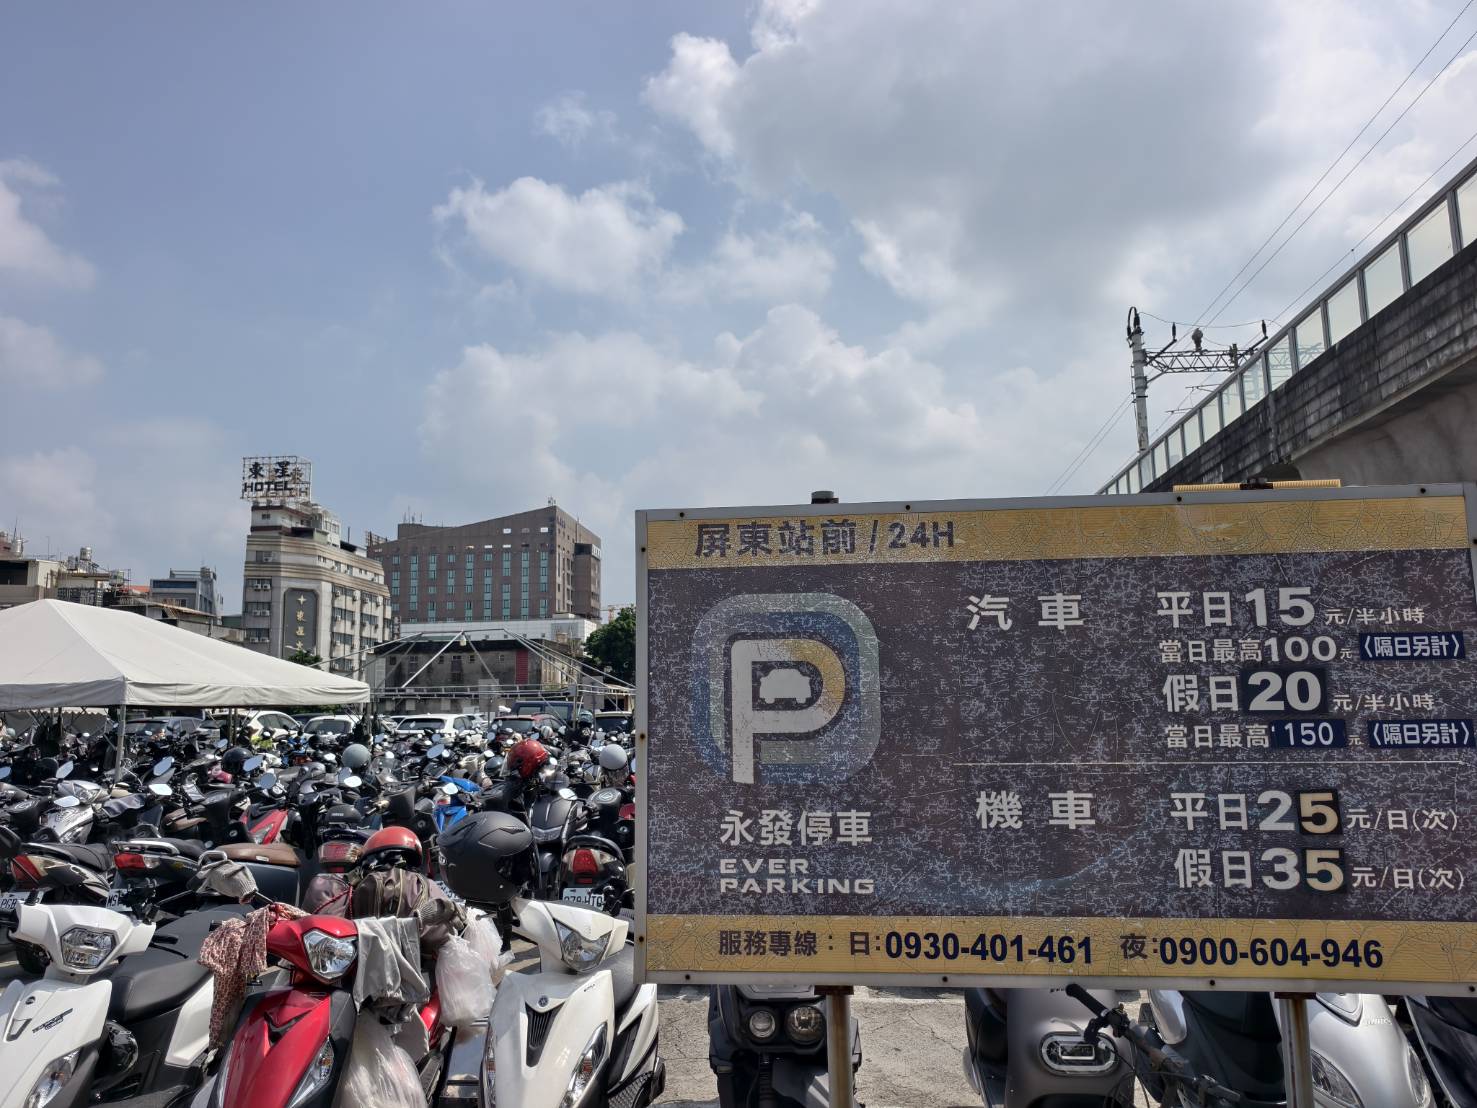 東星
HOTEL
東星
屏東站前/24H
P
永發停車
EVER
PARKING
汽車 平日15元/半小時
當日最高100元〈隔日另計〉
假日20元/半小時
當日最高150元〈隔日另計〉
機車 平日25元/日(次)
假日35元/日(次)
服務專線：日:0930-401-461 夜:0900-604-946